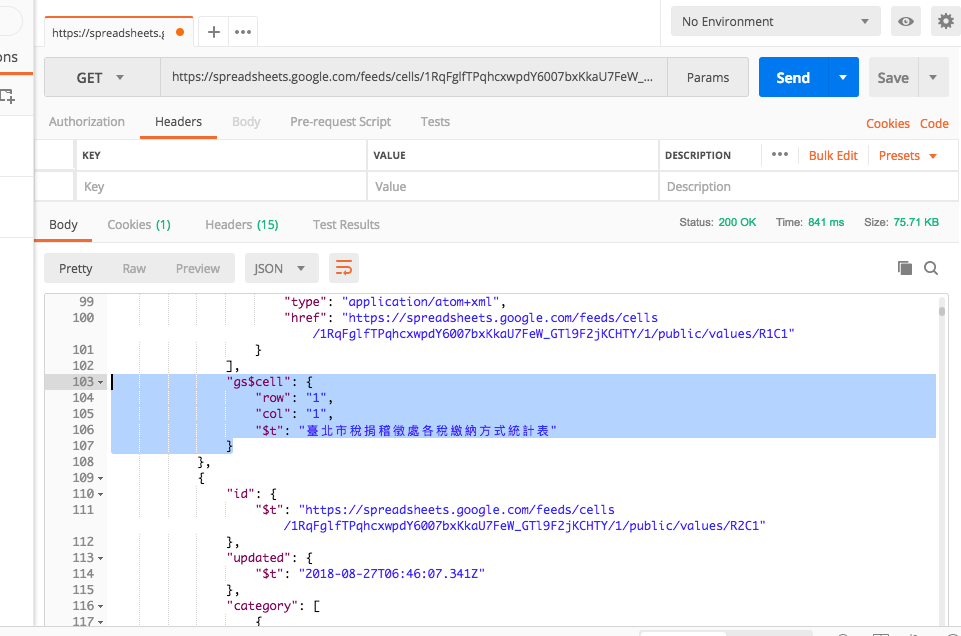 https://spreadsheets.g
No Environment
ons
GET
https://spreadsheets.google.com/feeds/cells/1RqFglfTPqhcxwpdY6007bxKkaU7FeW_...
Params
Send
Save
Authorization
Headers
Body
Pre-request Script
Tests
Cookies
Code
KEY
VALUE
DESCRIPTION
Bulk Edit
Presets
Key
Value
Description
Body
Cookies (1)
Headers (15)
Test Results
Status: 200 OK
Time: 841 ms
Size: 75.71 KB
Pretty
Raw
Preview
JSON
99 "type": "application/atom+xml",
100 "href": "https://spreadsheets.google.com/feeds/cells
/1RqFglfTPqhcxwpdY6007bxKkaU7FeW_GTl9F2jKCHTY/1/public/values/R1C1"
101 }
102 ],
103 "gs$cell": {
104 "row": "1",
105 "col": "1",
106 "$t": "臺北市稅捐稽徵處各稅繳納方式統計表"
107 }
108 },
109 {
110 "id": {
111 "$t": "https://spreadsheets.google.com/feeds/cells
/1RqFglfTPqhcxwpdY6007bxKkaU7FeW_GTl9F2jKCHTY/1/public/values/R2C1"
112 },
113 "updated": {
114 "$t": "2018-08-27T06:46:07.341Z"
115 },
116 "category": [
117 {